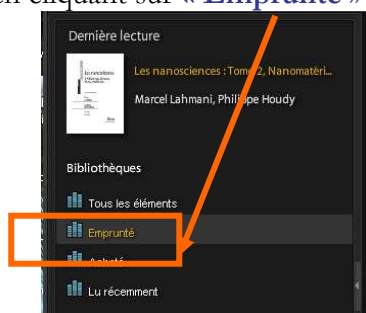 en cliquant sur « Emprunté »
Dernière lecture
Les nanosciences : Tome 2, Nanomatéri...
Marcel Lahmani, Philippe Houdy
Bibliothèques
Tous les éléments
Emprunté
Acheté
Lu récemment